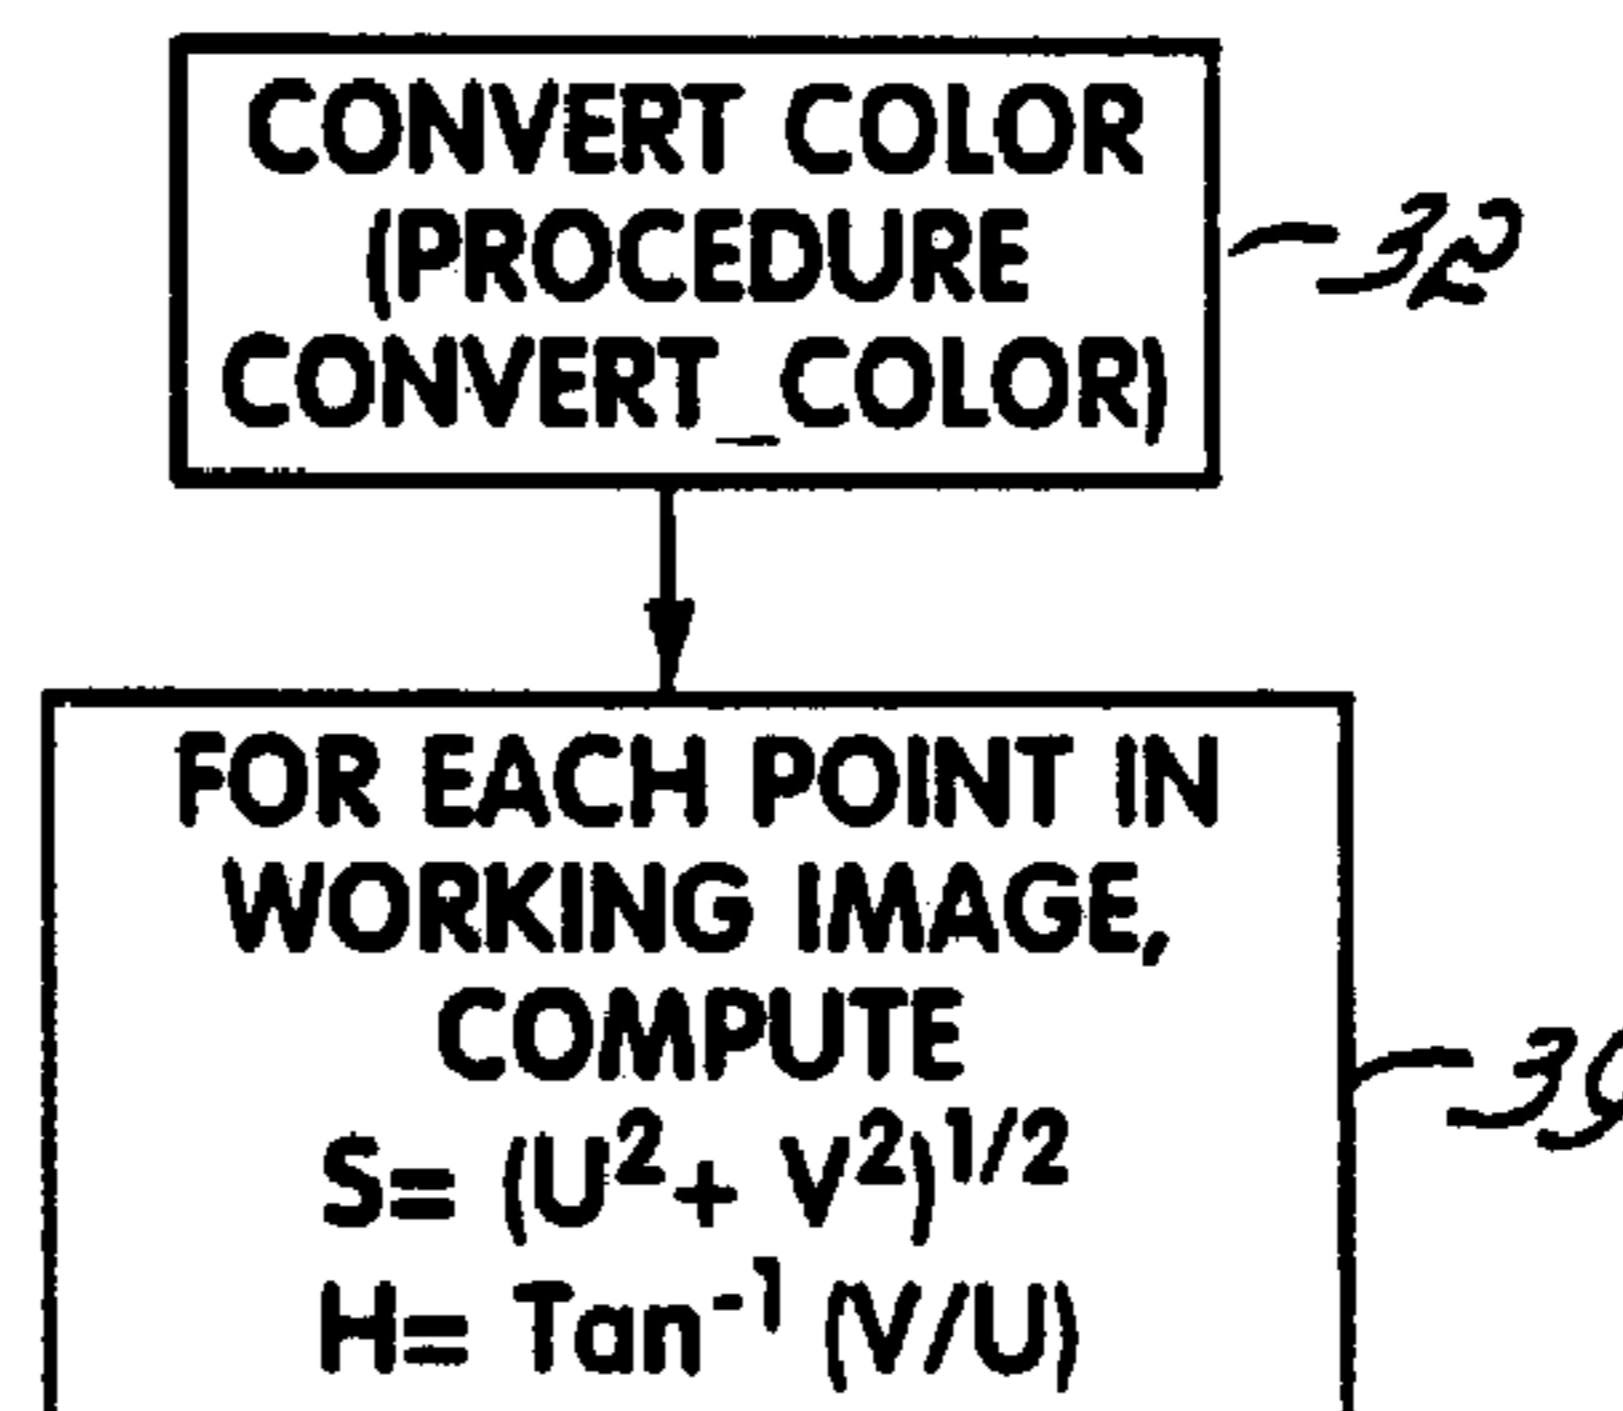 CONVERT COLOR
(PROCEDURE
CONVERT_COLOR)
32
FOR EACH POINT IN
WORKING IMAGE,
COMPUTE
S= (U²+ V²)¹/²
H= Tan⁻¹ (V/U)